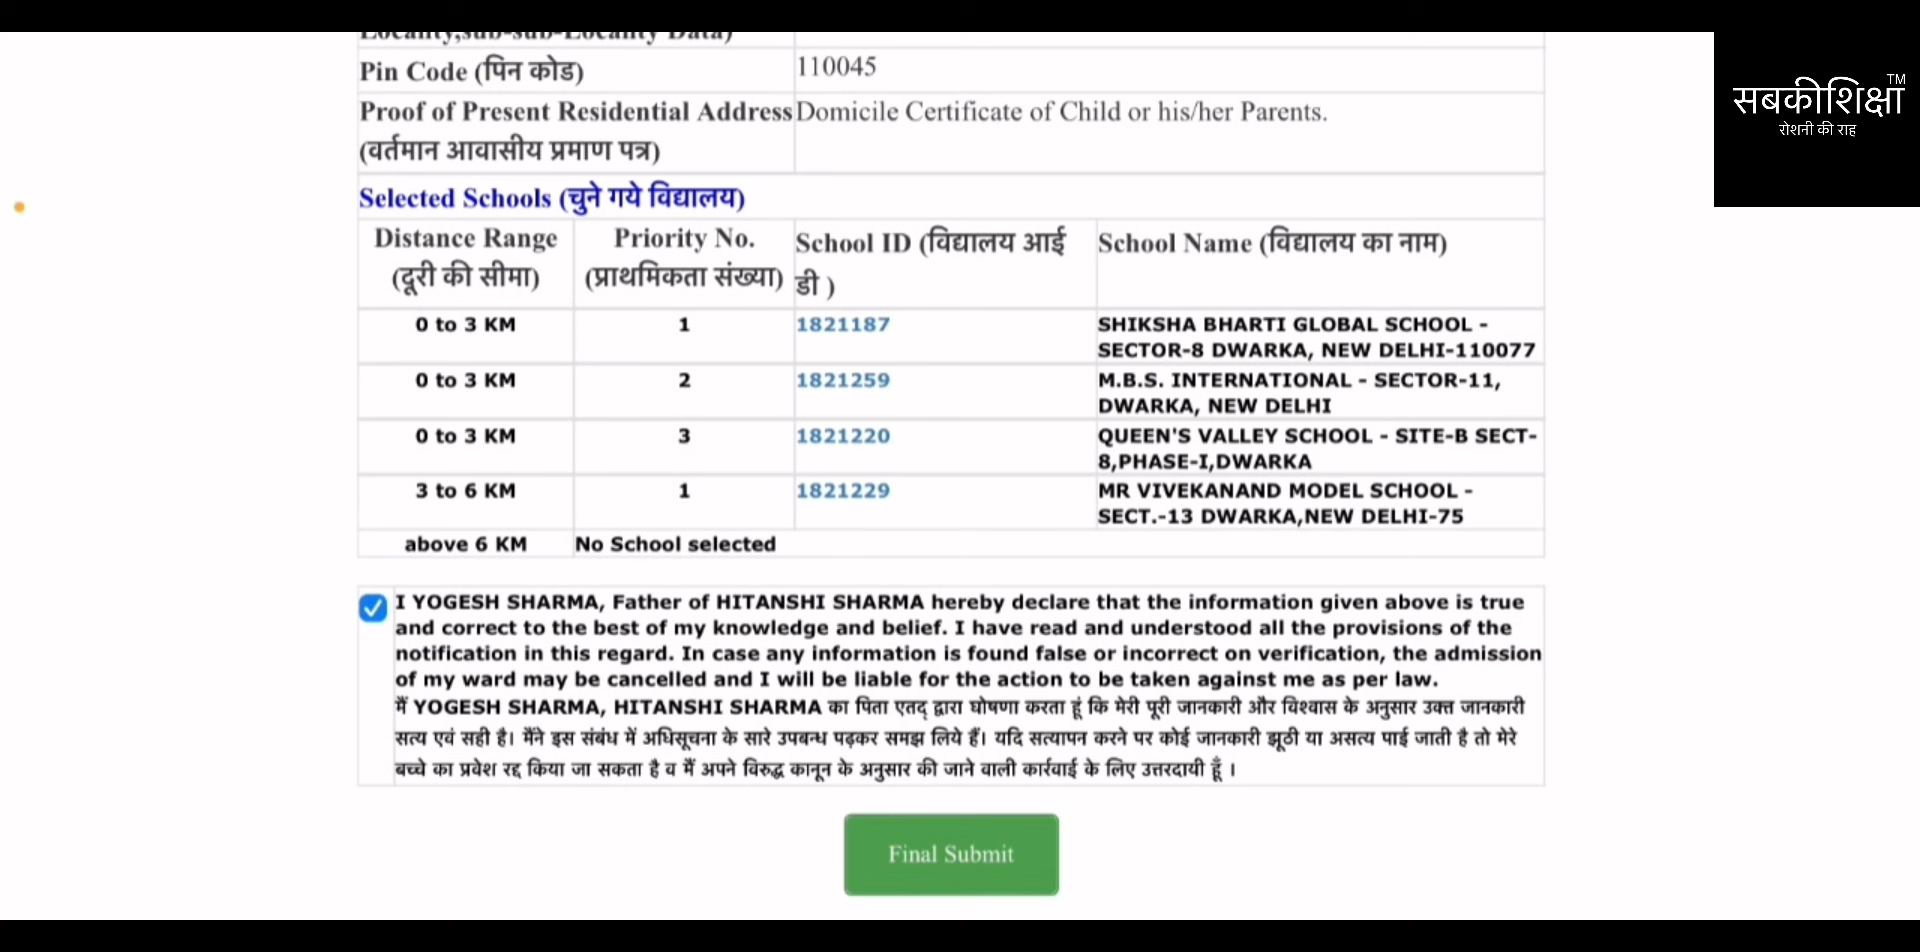 Locality,sub-sub-Locality Data)
Pin Code (पिन कोड) 110045
Proof of Present Residential Address Domicile Certificate of Child or his/her Parents.
(वर्तमान आवासीय प्रमाण पत्र)
Selected Schools (चुने गये विद्यालय)
Distance Range Priority No. School ID (विद्यालय आई School Name (विद्यालय का नाम)
(दूरी की सीमा) (प्राथमिकता संख्या) डी )
0 to 3 KM 1 1821187 SHIKSHA BHARTI GLOBAL SCHOOL -
SECTOR-8 DWARKA, NEW DELHI-110077
0 to 3 KM 2 1821259 M.B.S. INTERNATIONAL - SECTOR-11,
DWARKA, NEW DELHI
0 to 3 KM 3 1821220 QUEEN'S VALLEY SCHOOL - SITE-B SECT-
8,PHASE-I,DWARKA
3 to 6 KM 1 1821229 MR VIVEKANAND MODEL SCHOOL -
SECT.-13 DWARKA,NEW DELHI-75
above 6 KM No School selected
I YOGESH SHARMA, Father of HITANSHI SHARMA hereby declare that the information given above is true
and correct to the best of my knowledge and belief. I have read and understood all the provisions of the
notification in this regard. In case any information is found false or incorrect on verification, the admission
of my ward may be cancelled and I will be liable for the action to be taken against me as per law.
मैं YOGESH SHARMA, HITANSHI SHARMA का पिता एतद् द्वारा घोषणा करता हूं कि मेरी पूरी जानकारी और विश्वास के अनुसार उक्त जानकारी
सत्य एवं सही है। मैंने इस संबंध में अधिसूचना के सारे उपबन्ध पढ़कर समझ लिये हैं। यदि सत्यापन करने पर कोई जानकारी झूठी या असत्य पाई जाती है तो मेरे
बच्चे का प्रवेश रद्द किया जा सकता है व मैं अपने विरुद्ध कानून के अनुसार की जाने वाली कार्रवाई के लिए उत्तरदायी हूँ ।
Final Submit
सबकीशिक्षा TM
रोशनी की राह